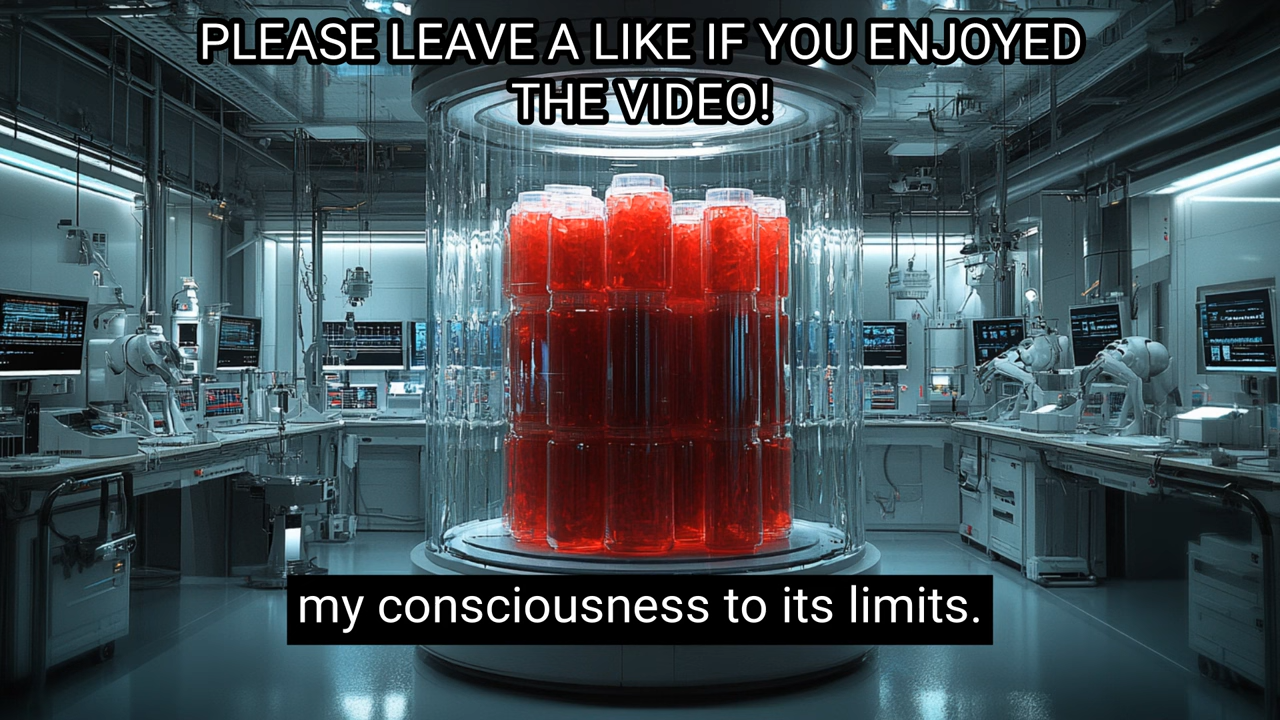 PLEASE LEAVE A LIKE IF YOU ENJOYED
THE VIDEO!
my consciousness to its limits.